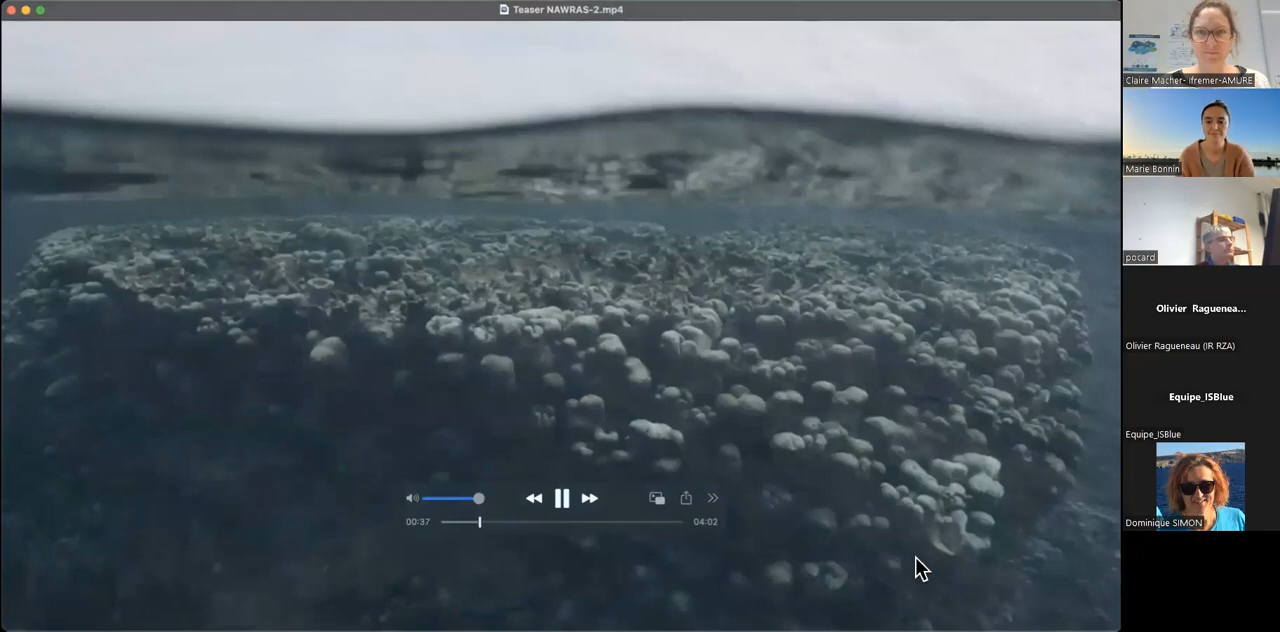 Teaser NAWRAS-2.mp4
00:37
04:02
Claire Macher- Ifremer-AMURE
Marie Bonnin
pocard
Olivier Raguenea...
Olivier Ragueneau (IR RZA)
Equipe_ISBlue
Equipe_ISBlue
Dominique SIMON